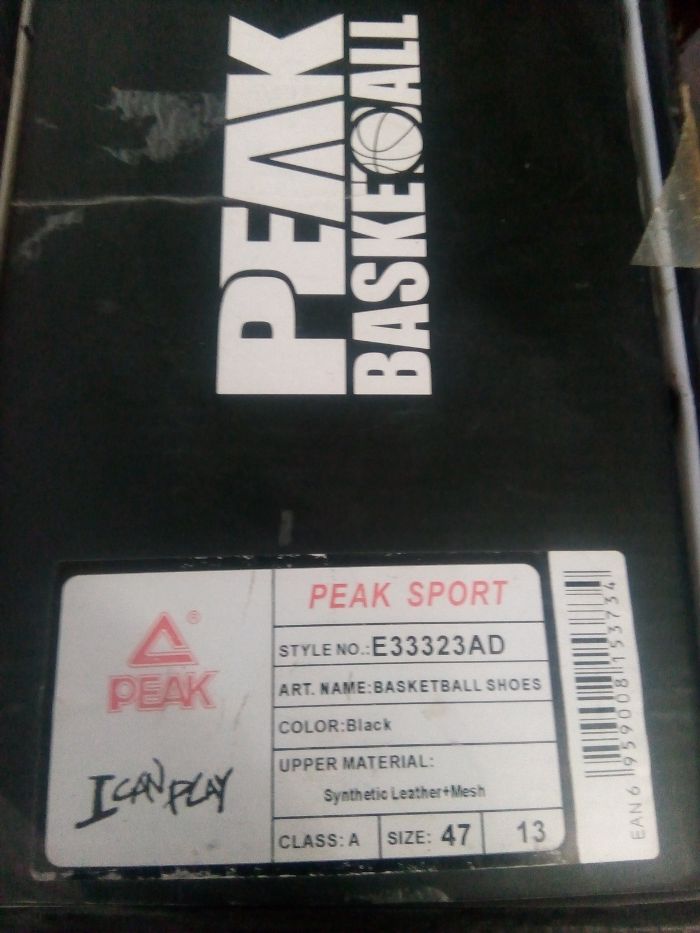 PEAK
BASKETBALL
PEAK SPORT
STYLE NO.:E33323AD
ART. NAME:BASKETBALL SHOES
COLOR:Black
UPPER MATERIAL:
Synthetic Leather+Mesh
CLASS: A SIZE: 47 13
®
PEAK
I CAN PLAY
EAN 6 959008 153734